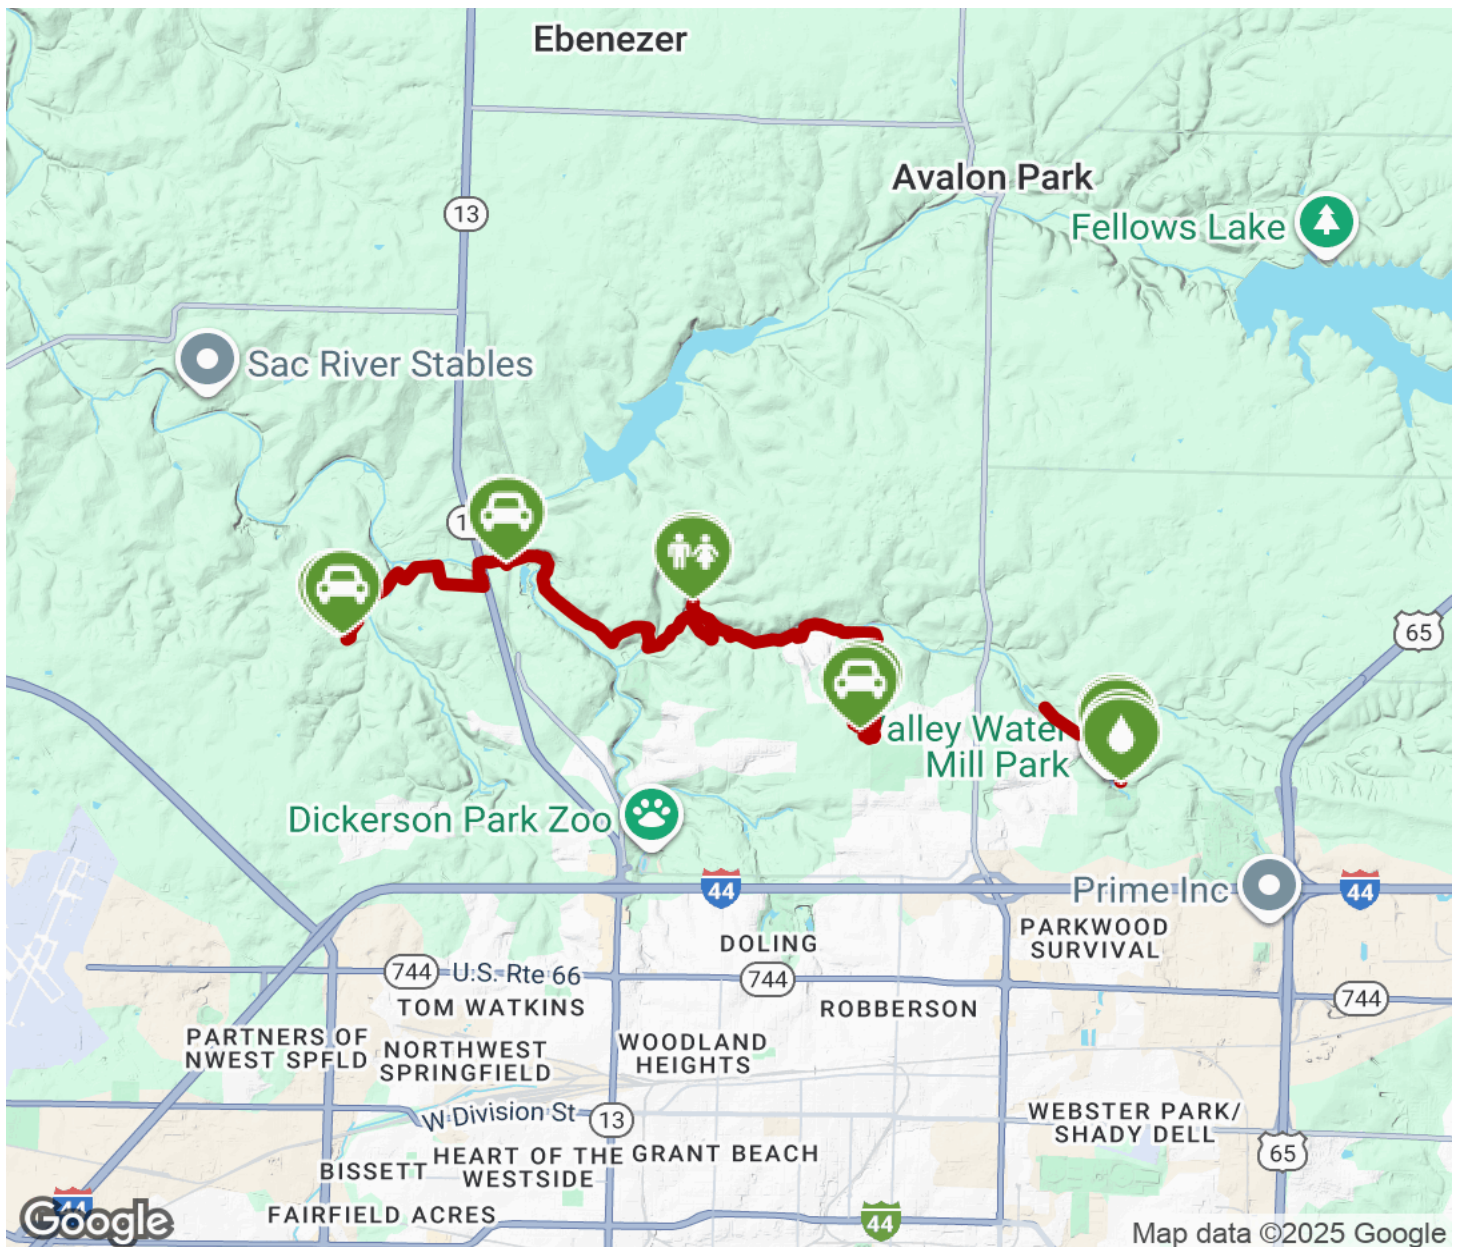 Ebenezer
Avalon Park
13
Fellows Lake
Sac River Stables
1
65
alley Water
Mill Park
Dickerson Park Zoo
44
Prime Inc
44
DOLING
PARKWOOD
SURVIVAL
744
U.S. Rte 66
744
744
TOM WATKINS
ROBBERSON
PARTNERS OF
NWEST SPFLD
NORTHWEST
SPRINGFIELD
WOODLAND
HEIGHTS
W Division St
13
WEBSTER PARK/
SHADY DELL
65
BISSETT
HEART OF THE
WESTSIDE
GRANT BEACH
44
Google
FAIRFIELD ACRES
44
Map data ©2025 Google